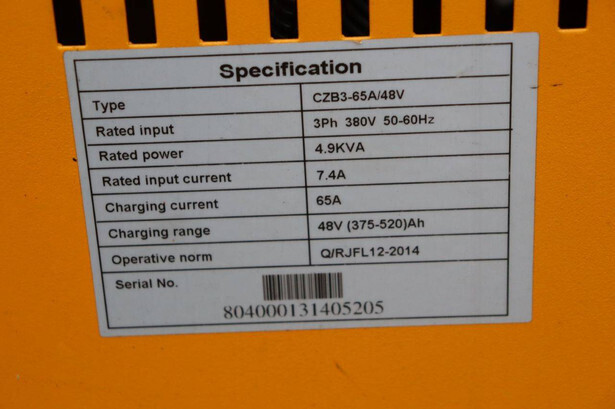 Specification
Type CZB3-65A/48V
Rated input 3Ph 380V 50-60Hz
Rated power 4.9KVA
Rated input current 7.4A
Charging current 65A
Charging range 48V (375-520)Ah
Operative norm Q/RJFL12-2014
Serial No.
804000131405205